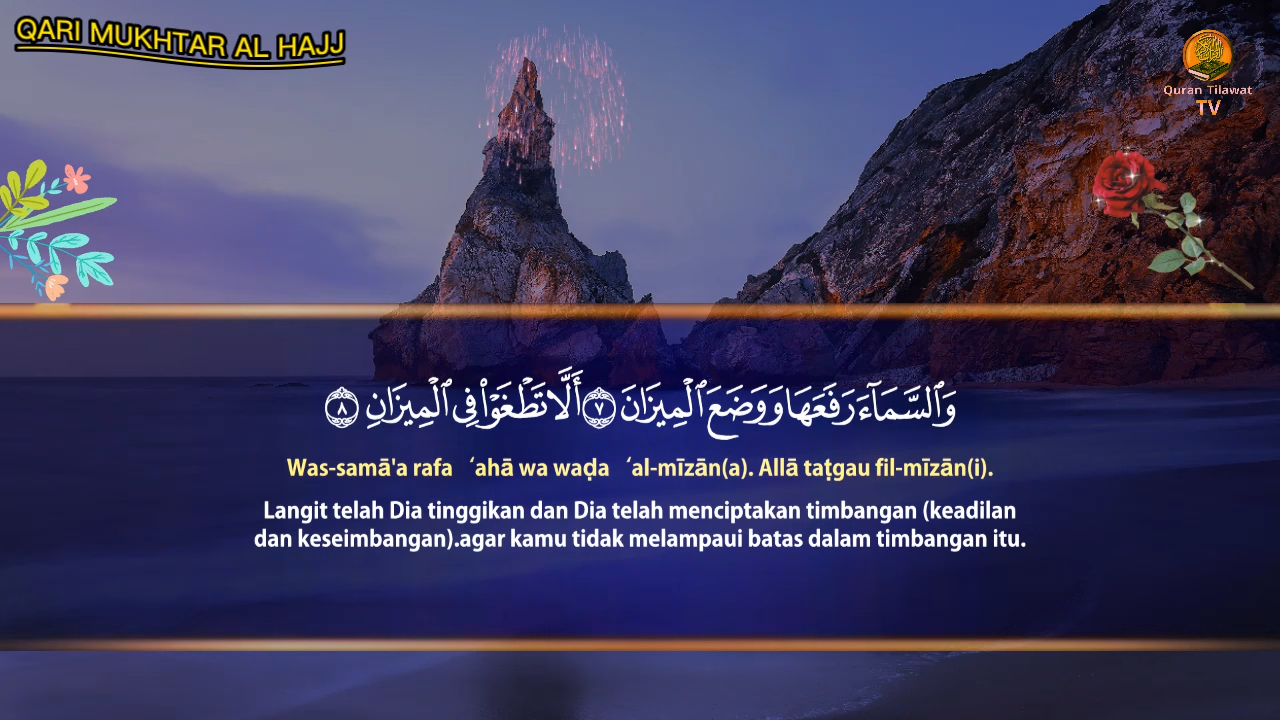 QARI MUKHTAR AL HAJJ
Quran Tilawat
TV
وَٱلسَّمَآءَ رَفَعَهَا وَوَضَعَ ٱلْمِيزَانَ ٧ أَلَّا تَطْغَوْا۟ فِى ٱلْمِيزَانِ ٨
Was-samā'a rafa ‘ahā wa waḍa ‘al-mīzān(a). Allā taṭgau fil-mīzān(i).
Langit telah Dia tinggikan dan Dia telah menciptakan timbangan (keadilan
dan keseimbangan).agar kamu tidak melampaui batas dalam timbangan itu.